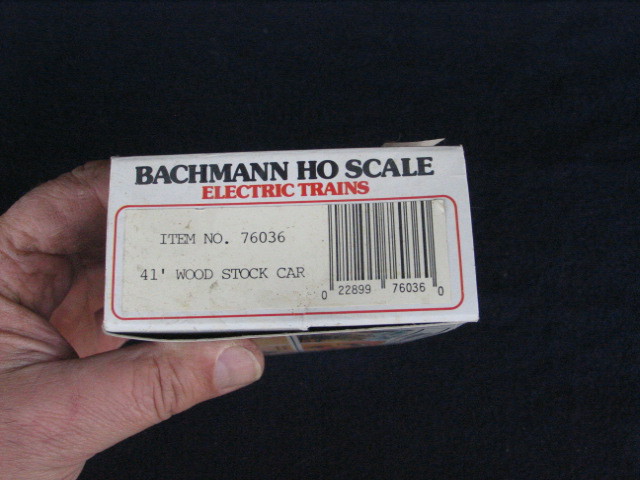 BACHMANN HO SCALE
ELECTRIC TRAINS
ITEM NO. 76036
41' WOOD STOCK CAR
0 22899 76036 0